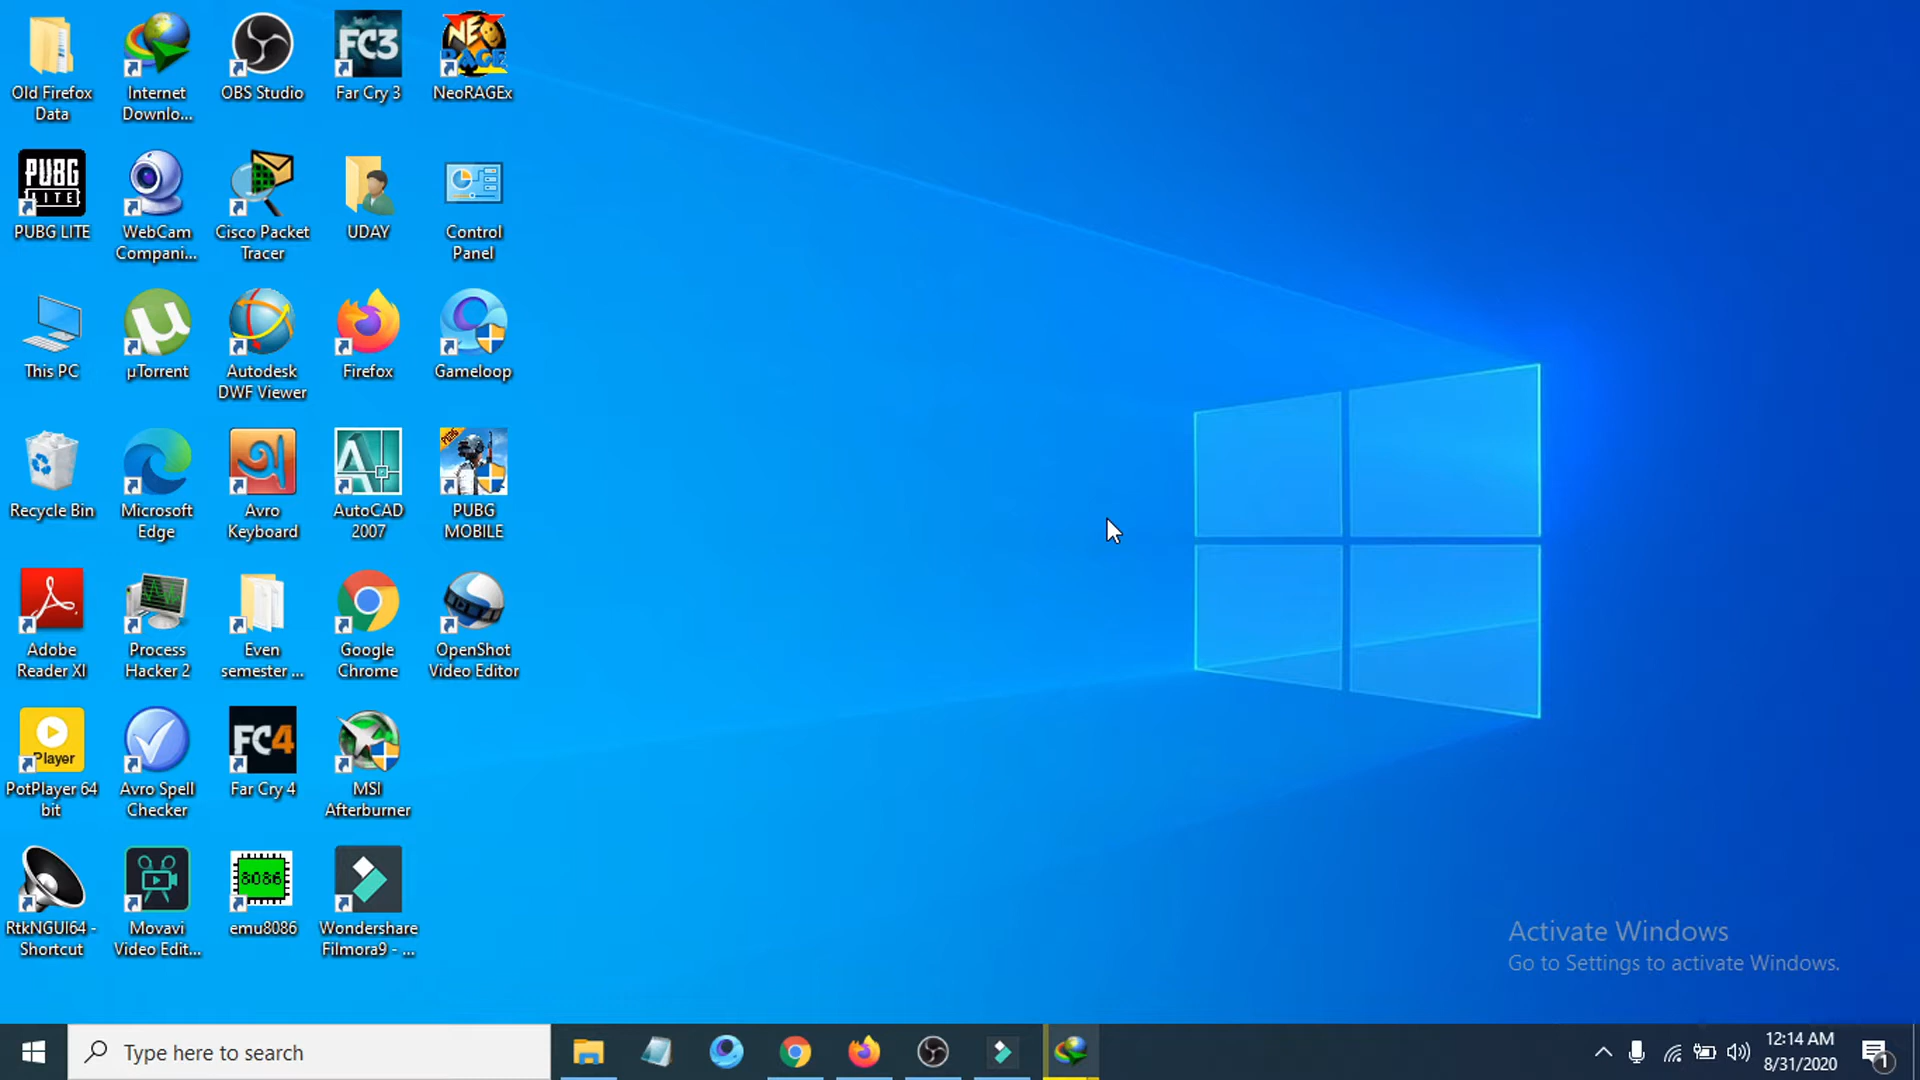 Old Firefox
Data
Internet
Downlo...
OBS Studio
FC3
Far Cry 3
NEO
RAGE
NeoRAGEx
PUBG
LITE
PUBG LITE
WebCam
Compani...
Cisco Packet
Tracer
UDAY
Control
Panel
This PC
µ
µTorrent
Autodesk
DWF Viewer
Firefox
Gameloop
Recycle Bin
Microsoft
Edge
Avro
Keyboard
AutoCAD
2007
PUBG
PUBG
MOBILE
Adobe
Reader XI
Process
Hacker 2
Even
semester ...
Google
Chrome
OpenShot
Video Editor
Player
PotPlayer 64
bit
Avro Spell
Checker
FC4
Far Cry 4
MSI
Afterburner
RtkNGUI64 -
Shortcut
Movavi
Video Edit...
8086
emu8086
Wondershare
Filmora9 - ...
Activate Windows
Go to Settings to activate Windows.
Type here to search
12:14 AM
8/31/2020
1